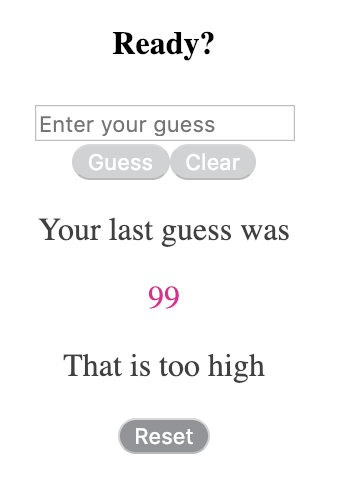 Ready?
Enter your guess
Guess Clear
Your last guess was
99
That is too high
Reset